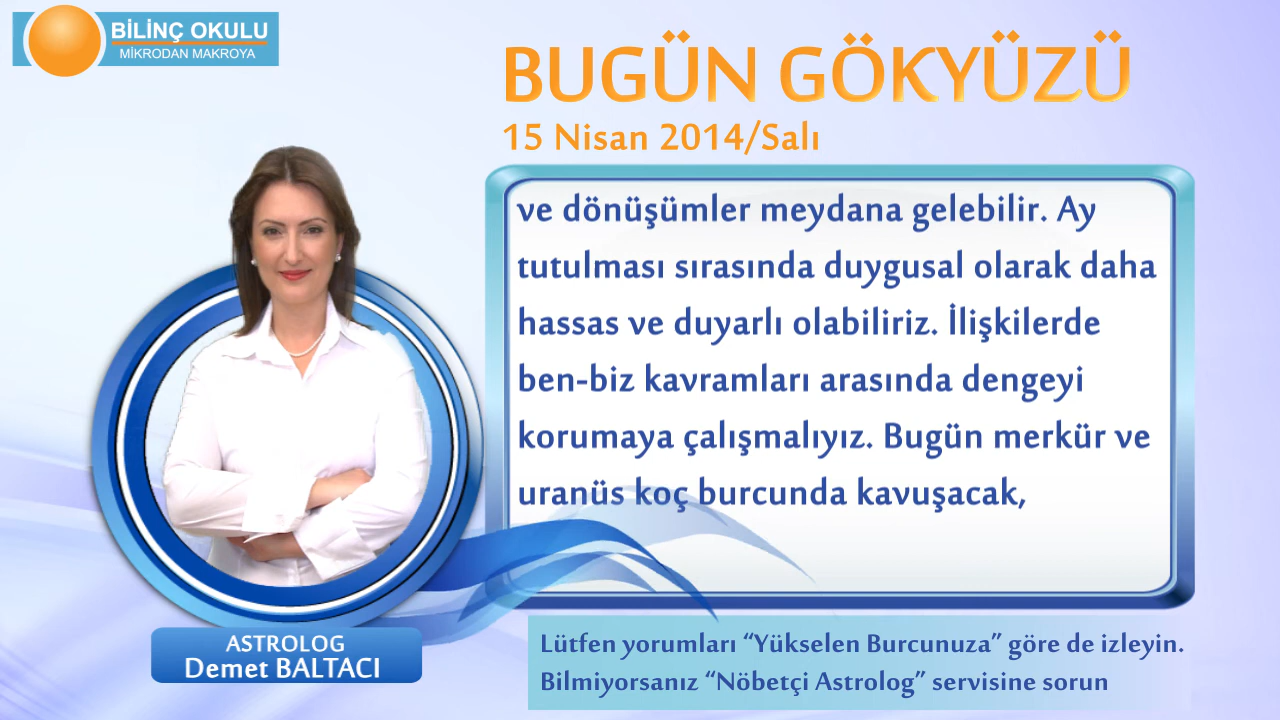 BİLİNÇ OKULU
MİKRODAN MAKROYA
BUGÜN GÖKYÜZÜ
15 Nisan 2014/Salı
ve dönüşümler meydana gelebilir. Ay
tutulması sırasında duygusal olarak daha
hassas ve duyarlı olabiliriz. İlişkilerde
ben-biz kavramları arasında dengeyi
korumaya çalışmalıyız. Bugün merkür ve
uranüs koç burcunda kavuşacak,
ASTROLOG
Demet BALTACI
Lütfen yorumları “Yükselen Burcunuza” göre de izleyin.
Bilmiyorsanız “Nöbetçi Astrolog” servisine sorun